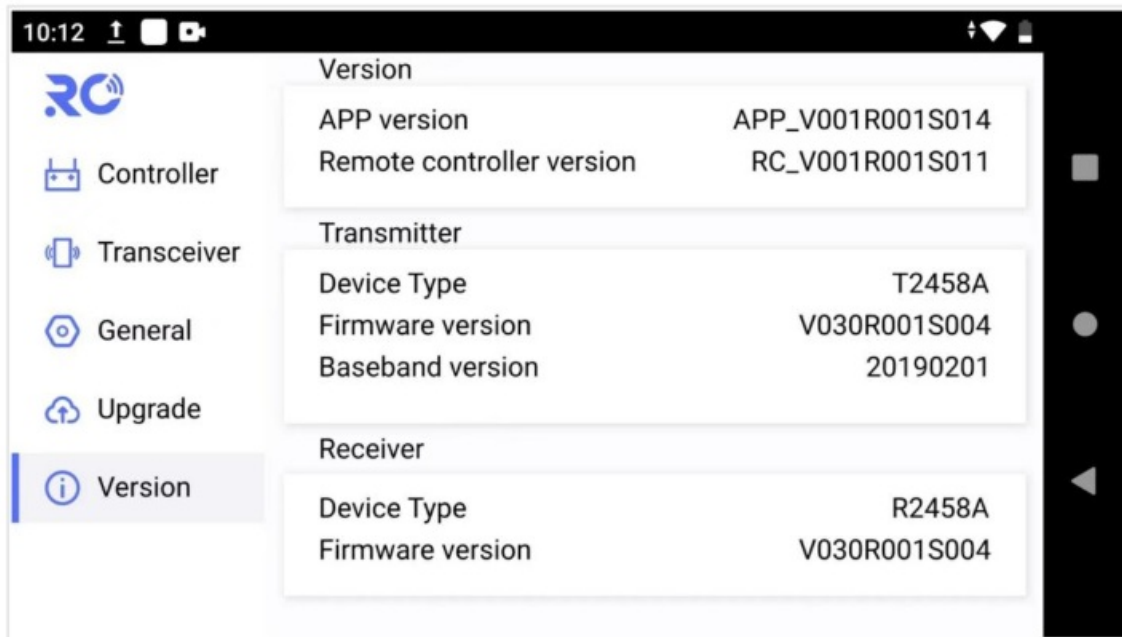 10:12
RC
Controller
Transceiver
General
Upgrade
Version
Version
APP version APP_V001R001S014
Remote controller version RC_V001R001S011
Transmitter
Device Type T2458A
Firmware version V030R001S004
Baseband version 20190201
Receiver
Device Type R2458A
Firmware version V030R001S004